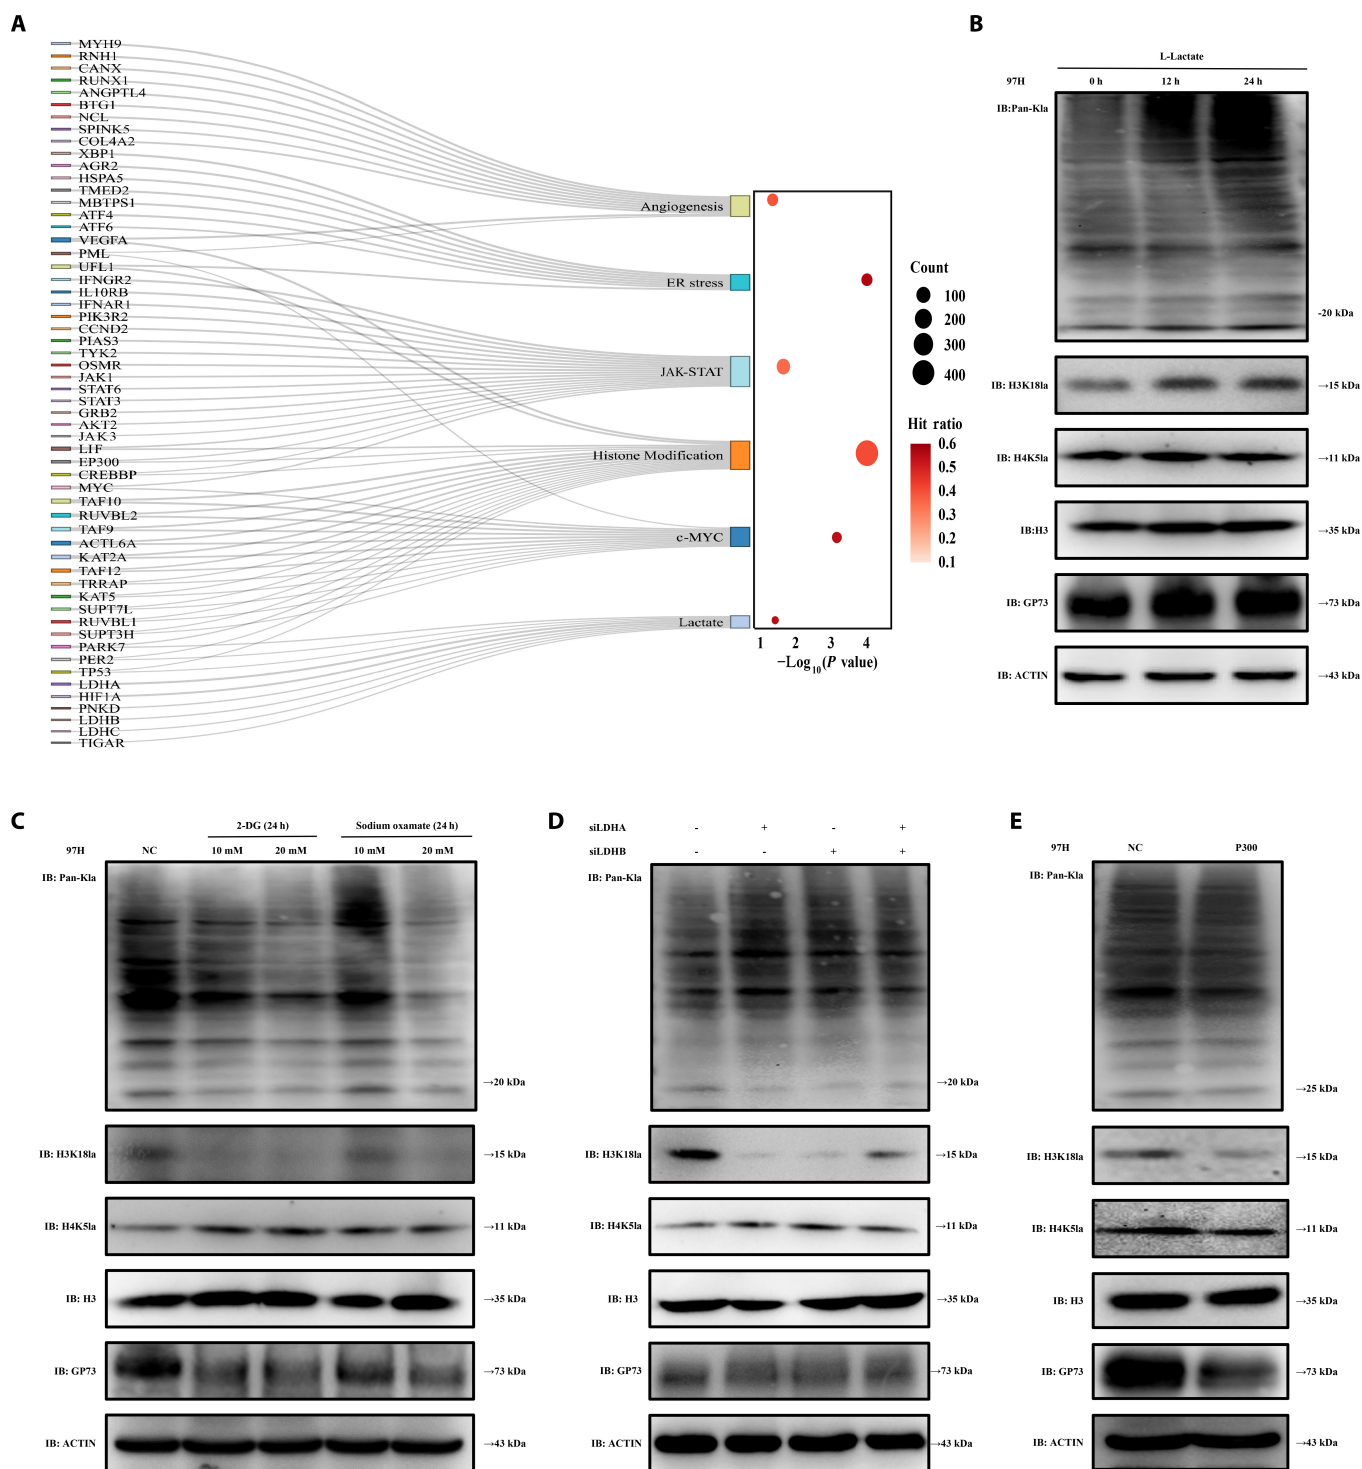 A
MYH9
RNH1
CANX
RUNX1
ANGPTL4
BTG1
NCL
SPINK5
COL4A2
XBP1
AGR2
HSPA5
TMED2
MBTPS1
ATF4
ATF6
VEGFA
PML
UFL1
IFNGR2
IL10RB
IFNAR1
PIK3R2
CCND2
PIAS3
TYK2
OSMR
JAK1
STAT6
STAT3
GRB2
AKT2
JAK3
LIF
EP300
CREBBP
MYC
TAF10
RUVBL2
TAF9
ACTL6A
KAT2A
TAF12
TRRAP
KAT5
SUPT7L
RUVBL1
SUPT3H
PARK7
PER2
TP53
LDHA
HIF1A
PNKD
LDHB
LDHC
TIGAR
Angiogenesis
ER stress
JAK-STAT
Histone Modification
c-MYC
Lactate
1 2 3 4
−Log10(P value)
Count
100
200
300
400
Hit ratio
0.6
0.5
0.4
0.3
0.2
0.1
B
L-Lactate
97H 0 h 12 h 24 h
IB:Pan-Kla
-20 kDa
IB: H3K18la →15 kDa
IB: H4K5la →11 kDa
IB:H3 →35 kDa
IB: GP73 →73 kDa
IB: ACTIN →43 kDa
C
2-DG (24 h) Sodium oxamate (24 h)
97H NC 10 mM 20 mM 10 mM 20 mM
IB: Pan-Kla
→20 kDa
IB: H3K18la →15 kDa
IB: H4K5la →11 kDa
IB: H3 →35 kDa
IB: GP73 →73 kDa
IB: ACTIN →43 kDa
D
siLDHA - + - +
siLDHB - - + +
IB: Pan-Kla
→20 kDa
IB: H3K18la →15 kDa
IB: H4K5la →11 kDa
IB: H3 →35 kDa
IB: GP73 →73 kDa
IB: ACTIN →43 kDa
E
97H NC P300
IB: Pan-Kla
→25 kDa
IB: H3K18la →15 kDa
IB: H4K5la →11 kDa
IB: H3 →35 kDa
IB: GP73 →73 kDa
IB: ACTIN →43 kDa